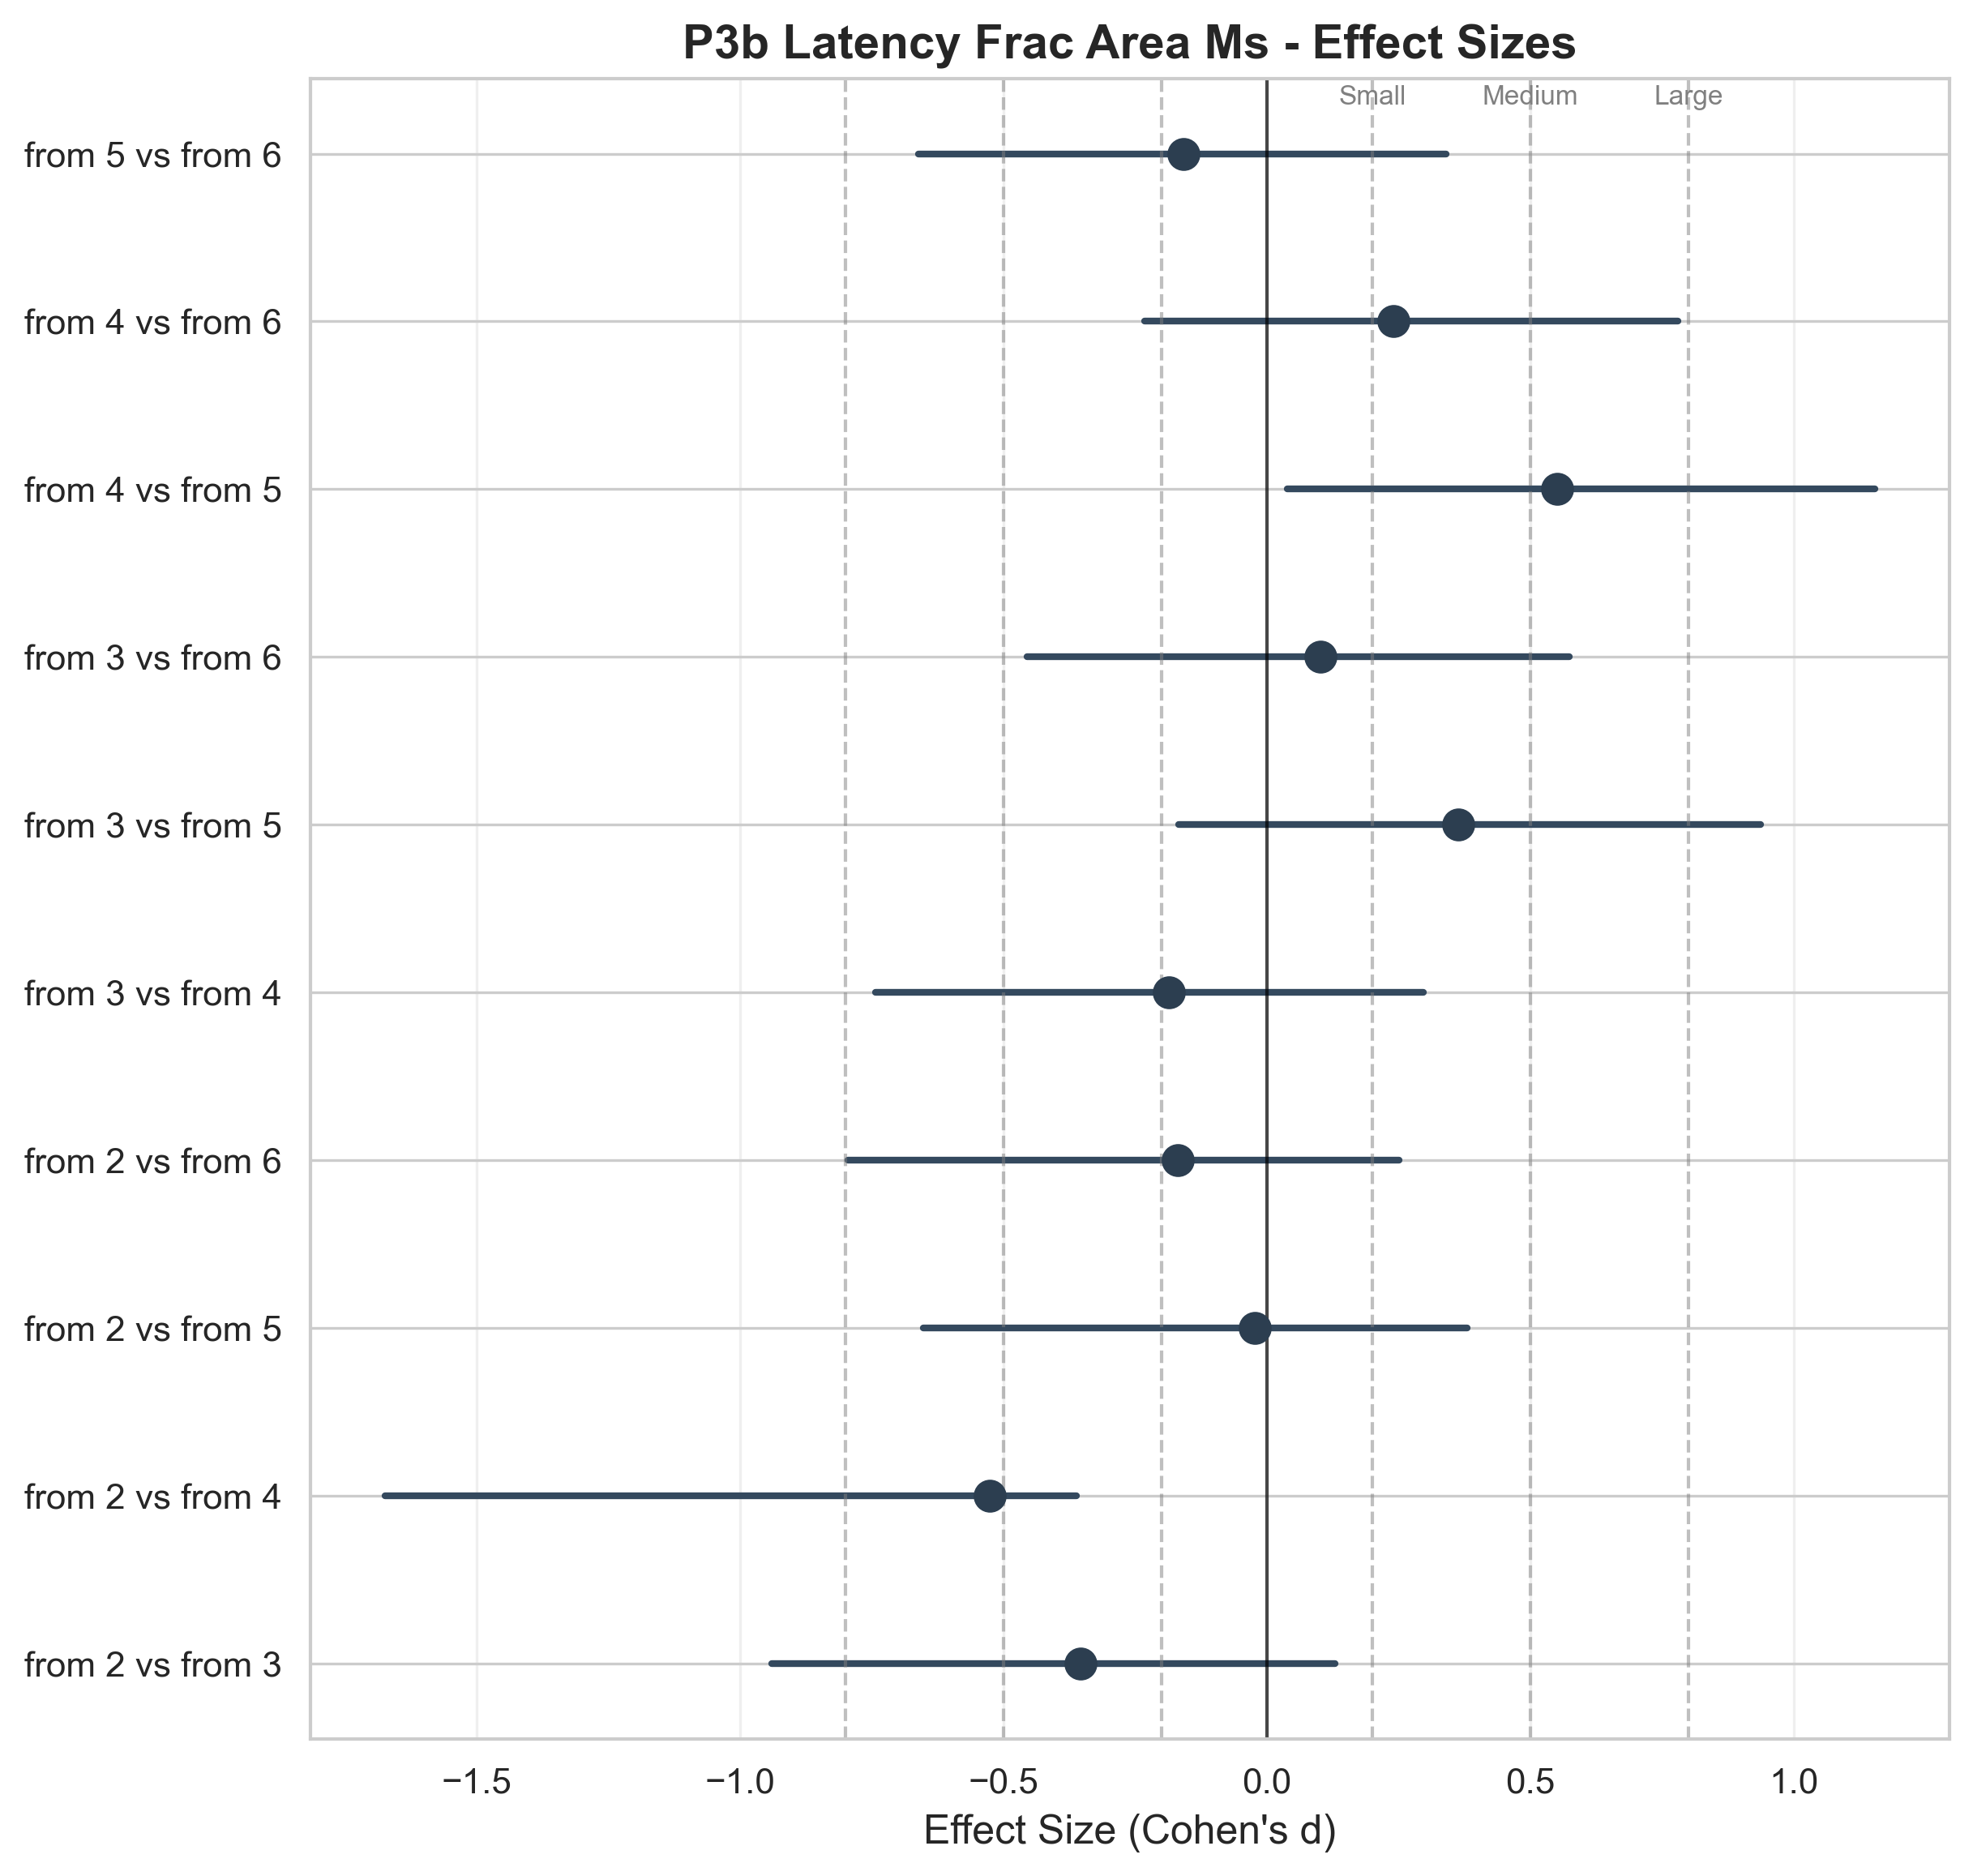 P3b Latency Frac Area Ms - Effect Sizes
Small Medium Large
from 5 vs from 6
from 4 vs from 6
from 4 vs from 5
from 3 vs from 6
from 3 vs from 5
from 3 vs from 4
from 2 vs from 6
from 2 vs from 5
from 2 vs from 4
from 2 vs from 3
−1.5 −1.0 −0.5 0.0 0.5 1.0
Effect Size (Cohen's d)